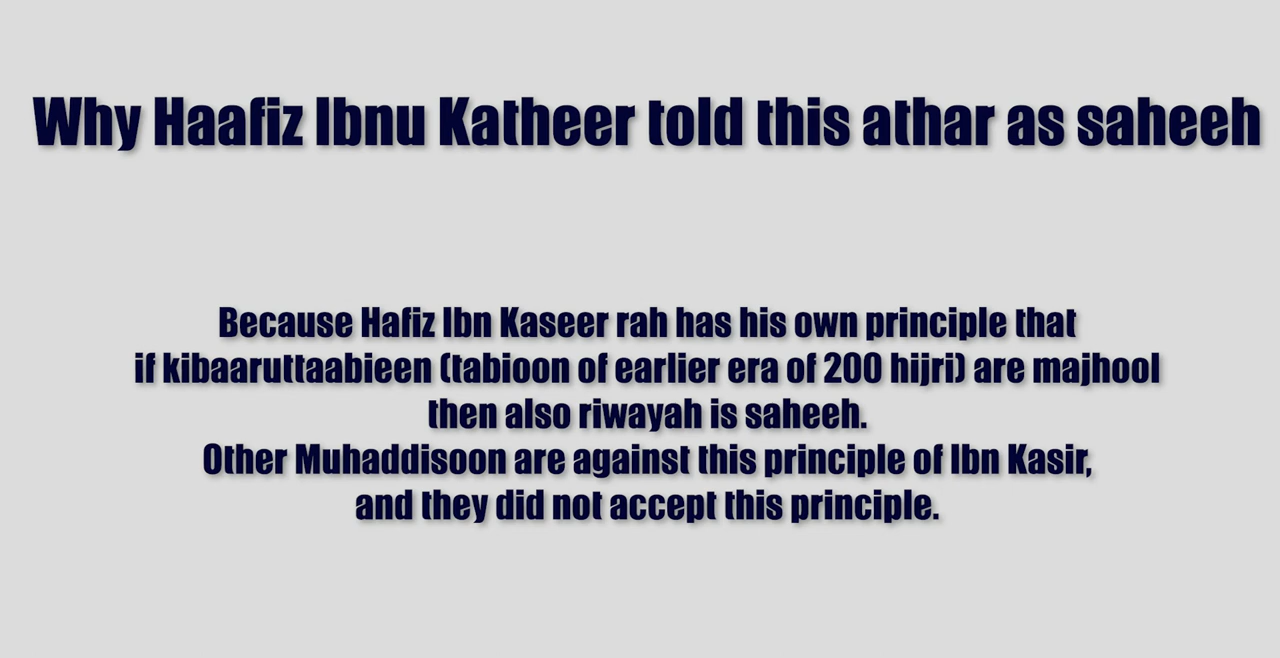 Why Haafiz Ibnu Katheer told this athar as saheeh
Because Hafiz Ibn Kaseer rah has his own principle that
if kibaaruttaabieen (tabioon of earlier era of 200 hijri) are majhool
then also riwayah is saheeh.
Other Muhaddisoon are against this principle of Ibn Kasir,
and they did not accept this principle.